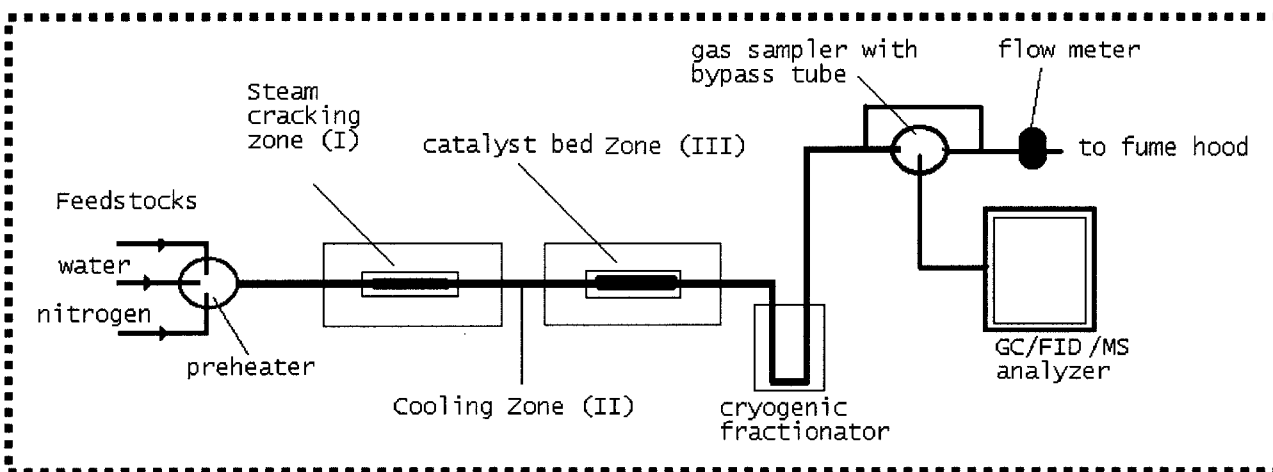 gas sampler with
bypass tube
flow meter
Steam
cracking
zone (I)
catalyst bed Zone (III)
to fume hood
Feedstocks
water
nitrogen
preheater
GC/FID/MS
analyzer
Cooling Zone (II)
cryogenic
fractionator